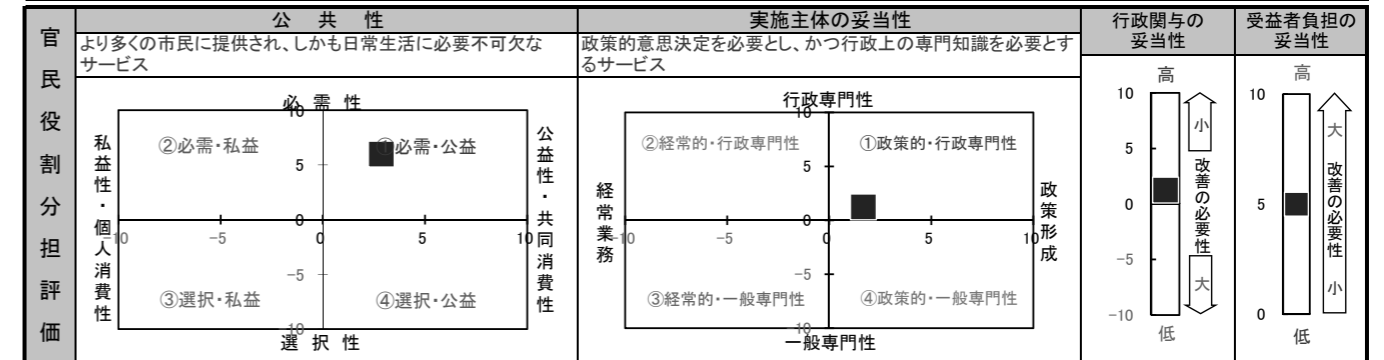 官民役割分担評価
公共性
より多くの市民に提供され、しかも日常生活に必要不可欠な
サービス
必需性
10
②必需・私益
①必需・公益
5
私益性・個人消費性
公益性・共同消費性
0
-10
-5
0
5
10
-5
③選択・私益
④選択・公益
-10
選択性
実施主体の妥当性
政策的意思決定を必要とし、かつ行政上の専門知識を必要とす
るサービス
行政専門性
10
②経常的・行政専門性
①政策的・行政専門性
5
経常業務
政策形成
0
-10
-5
0
5
10
-5
③経常的・一般専門性
④政策的・一般専門性
-10
一般専門性
行政関与の
妥当性
高
10
5
0
-5
-10
低
小
改善の必要性
大
受益者負担の
妥当性
高
10
5
0
低
大
改善の必要性
小